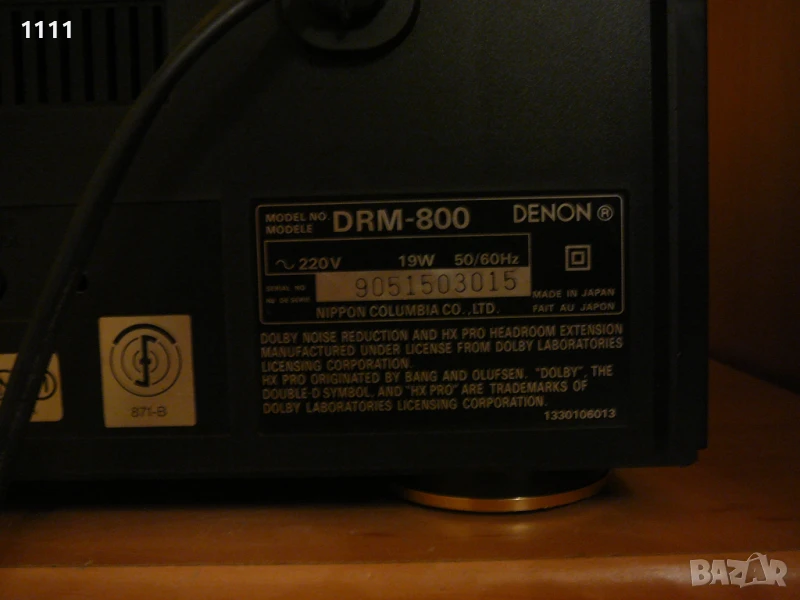 1111
MODEL NO.
MODÈLE
DRM-800
DENON ®
~ 220V 19W 50/60Hz
SERIAL NO
NO. DE SERIE
9051503015
MADE IN JAPAN
NIPPON COLUMBIA CO., LTD.
FAIT AU JAPON
DOLBY NOISE REDUCTION AND HX PRO HEADROOM EXTENSION
MANUFACTURED UNDER LICENSE FROM DOLBY LABORATORIES
LICENSING CORPORATION.
HX PRO ORIGINATED BY BANG AND OLUFSEN. "DOLBY", THE
DOUBLE-D SYMBOL, AND "HX PRO" ARE TRADEMARKS OF
DOLBY LABORATORIES LICENSING CORPORATION.
1330106013
871-B
BAZAR